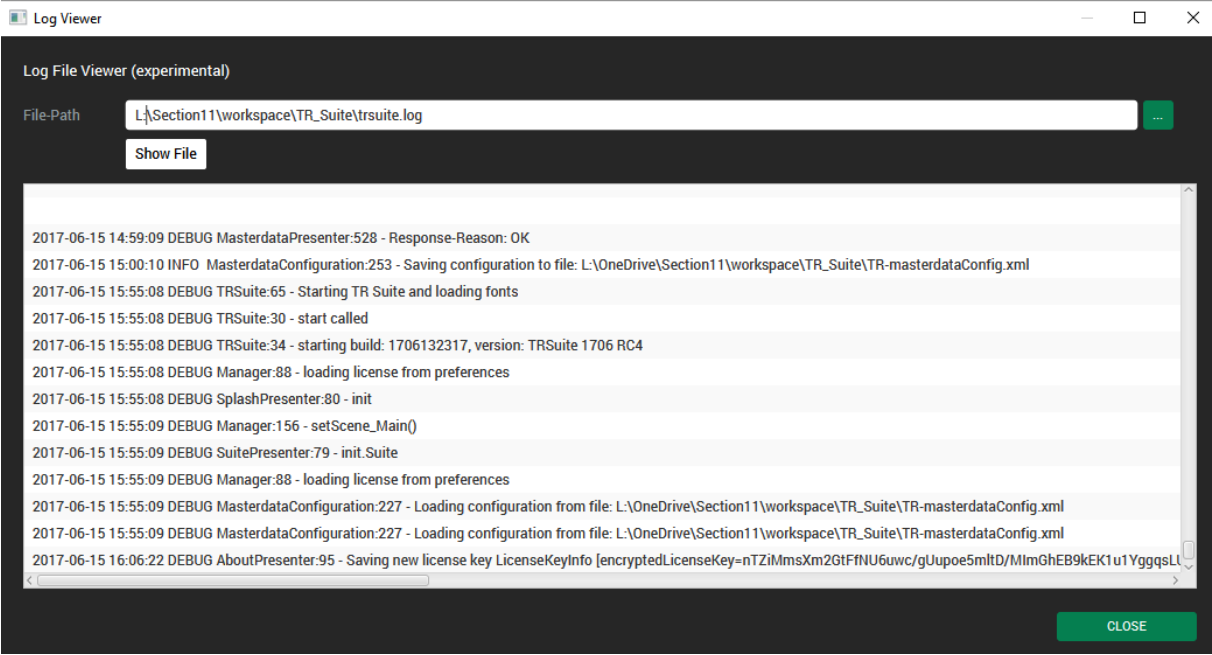 Log Viewer
Log File Viewer (experimental)
File-Path
L:\Section11\workspace\TR_Suite\trsuite.log
...
Show File
2017-06-15 14:59:09 DEBUG MasterdataPresenter:528 - Response-Reason: OK
2017-06-15 15:00:10 INFO  MasterdataConfiguration:253 - Saving configuration to file: L:\OneDrive\Section11\workspace\TR_Suite\TR-masterdataConfig.xml
2017-06-15 15:55:08 DEBUG TRSuite:65 - Starting TR Suite and loading fonts
2017-06-15 15:55:08 DEBUG TRSuite:30 - start called
2017-06-15 15:55:08 DEBUG TRSuite:34 - starting build: 1706132317, version: TRSuite 1706 RC4
2017-06-15 15:55:08 DEBUG Manager:88 - loading license from preferences
2017-06-15 15:55:08 DEBUG SplashPresenter:80 - init
2017-06-15 15:55:09 DEBUG Manager:156 - setScene_Main()
2017-06-15 15:55:09 DEBUG SuitePresenter:79 - init.Suite
2017-06-15 15:55:09 DEBUG Manager:88 - loading license from preferences
2017-06-15 15:55:09 DEBUG MasterdataConfiguration:227 - Loading configuration from file: L:\OneDrive\Section11\workspace\TR_Suite\TR-masterdataConfig.xml
2017-06-15 15:55:09 DEBUG MasterdataConfiguration:227 - Loading configuration from file: L:\OneDrive\Section11\workspace\TR_Suite\TR-masterdataConfig.xml
2017-06-15 16:06:22 DEBUG AboutPresenter:95 - Saving new license key LicenseKeyInfo
CLOSE